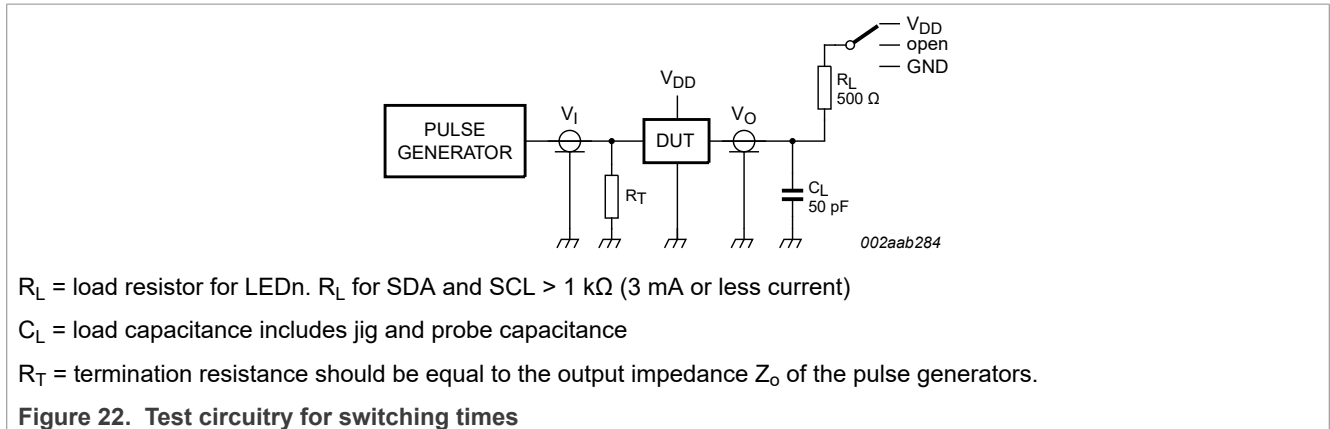 V_DD
open
GND
R_L
500 Ω
V_DD
V_I
V_O
PULSE
GENERATOR
DUT
R_T
C_L
50 pF
002aab284
R_L = load resistor for LEDn. R_L for SDA and SCL > 1 kΩ (3 mA or less current)
C_L = load capacitance includes jig and probe capacitance
R_T = termination resistance should be equal to the output impedance Z_o of the pulse generators.
Figure 22. Test circuitry for switching times